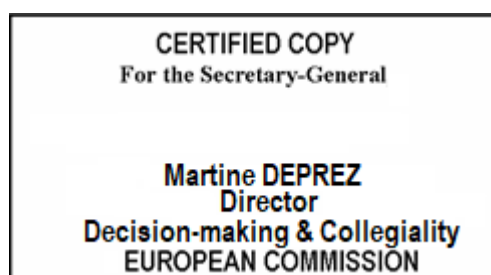 CERTIFIED COPY
For the Secretary-General
Martine DEPREZ
Director
Decision-making & Collegiality
EUROPEAN COMMISSION